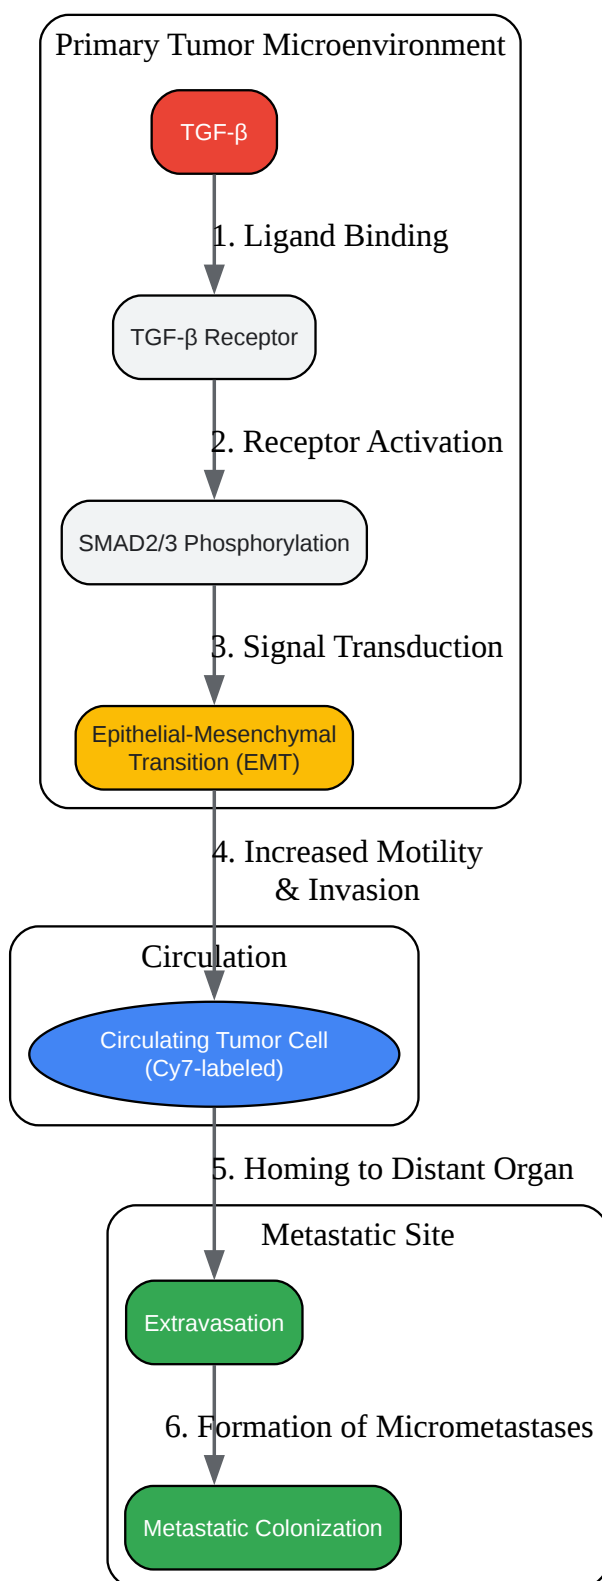 Primary Tumor Microenvironment
TGF-β
1. Ligand Binding
TGF-β Receptor
2. Receptor Activation
SMAD2/3 Phosphorylation
3. Signal Transduction
Epithelial-Mesenchymal
Transition (EMT)
4. Increased Motility
& Invasion
Circulation
Circulating Tumor Cell
(Cy7-labeled)
5. Homing to Distant Organ
Metastatic Site
Extravasation
6. Formation of Micrometastases
Metastatic Colonization